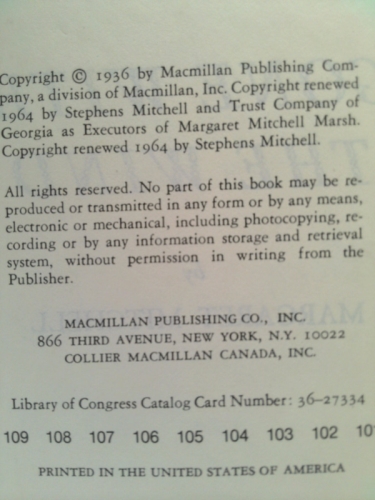 Copyright © 1936 by Macmillan Publishing Com-
pany, a division of Macmillan, Inc. Copyright renewed
1964 by Stephens Mitchell and Trust Company of
Georgia as Executors of Margaret Mitchell Marsh.
Copyright renewed 1964 by Stephens Mitchell.
All rights reserved. No part of this book may be re-
produced or transmitted in any form or by any means,
electronic or mechanical, including photocopying, re-
cording or by any information storage and retrieval
system, without permission in writing from the
Publisher.
MACMILLAN PUBLISHING CO., INC.
866 THIRD AVENUE, NEW YORK, N.Y. 10022
COLLIER MACMILLAN CANADA, INC.
Library of Congress Catalog Card Number: 36-27334
109 108 107 106 105 104 103 102
PRINTED IN THE UNITED STATES OF AMERICA